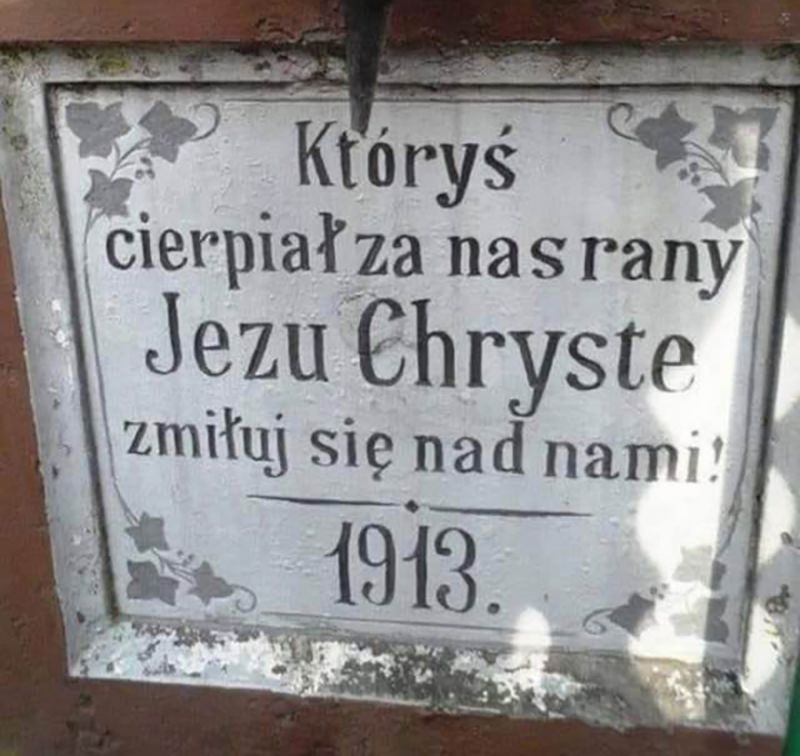 Któryś
cierpiał za nas rany
Jezu Chryste
zmiłuj się nad nami!
1913.